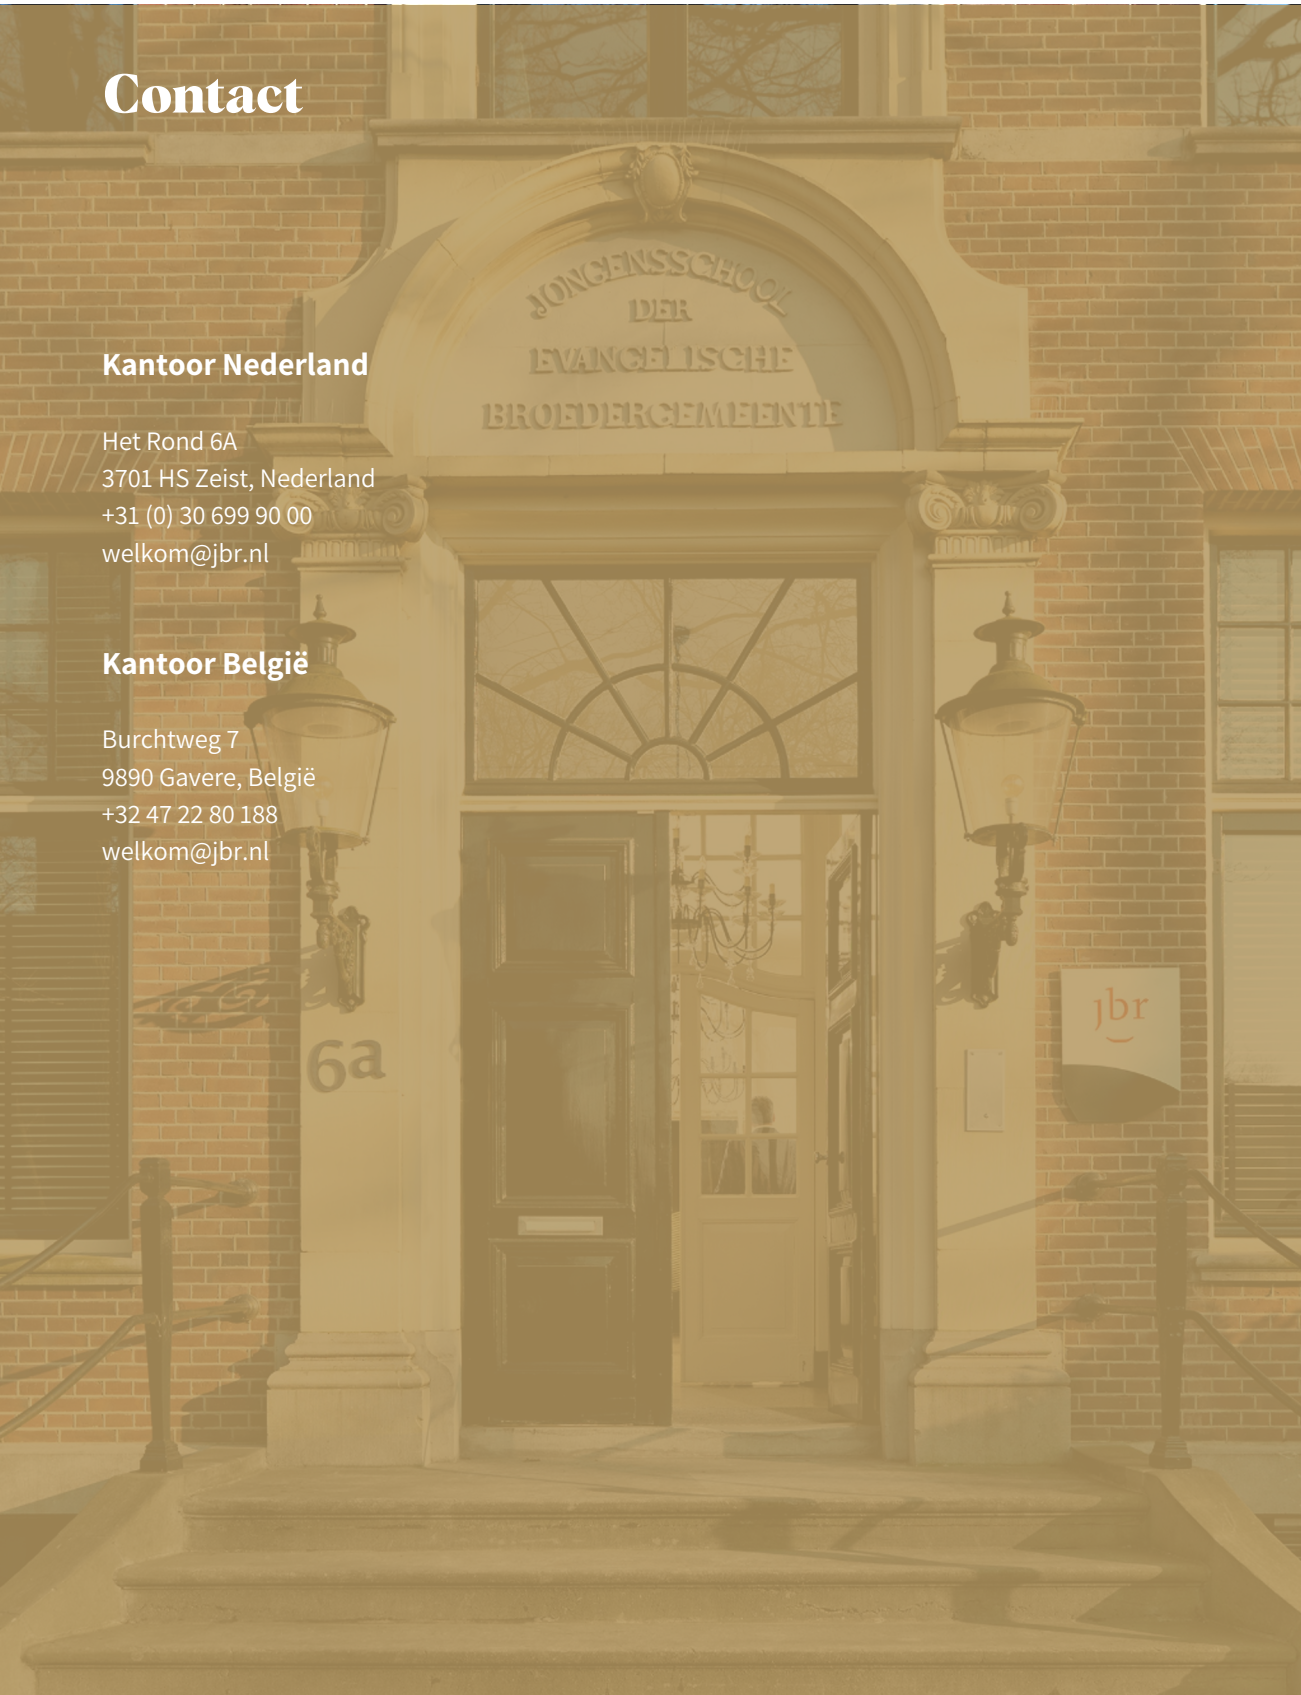 Contact
JONGENSSCHOOL
DER
EVANGELISCHE
BROEDERGEMEENTE
Kantoor Nederland
Het Rond 6A
3701 HS Zeist, Nederland
+31 (0) 30 699 90 00
welkom@jbr.nl
Kantoor België
Burchtweg 7
9890 Gavere, België
+32 47 22 80 188
welkom@jbr.nl
jbr
6a